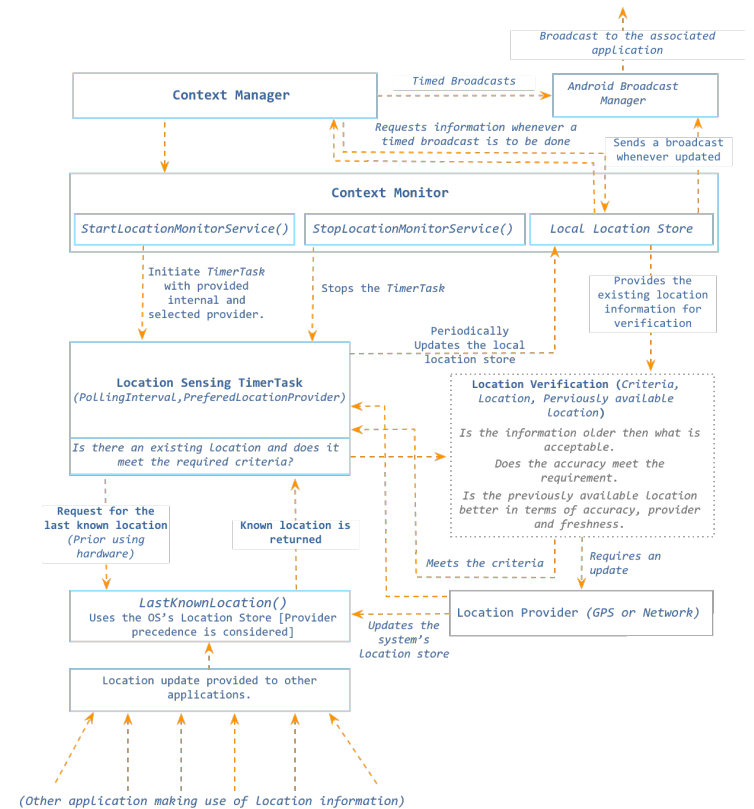 Broadcast to the associated
application
Context Manager
Timed Broadcasts
Android Broadcast
Manager
Requests information whenever a
timed broadcast is to be done
Sends a broadcast
whenever updated
Context Monitor
StartLocationMonitorService()
StopLocationMonitorService()
Local Location Store
Initiate TimerTask
with provided
internal and
selected provider.
Stops the TimerTask
Provides the
existing location
information for
verification
Periodically
Updates the local
location store
Location Sensing TimerTask
(PollingInterval,PreferedLocationProvider)
Is there an existing location and does it
meet the required criteria?
Location Verification (Criteria,
Location, Perviously available
Location)
Is the information older then what is
acceptable.
Does the accuracy meet the
requirement.
Is the previously available Location
better in terms of accuracy, provider
and freshness.
Request for the
last known location
(Prior using
hardware)
Known location is
returned
Meets the criteria
Requires an
update
LastKnownLocation()
Uses the OS's Location Store [Provider
precedence is considered]
Location Provider (GPS or Network)
Updates the
system's
Location store
Location update provided to other
applications.
(Other application making use of Location information)